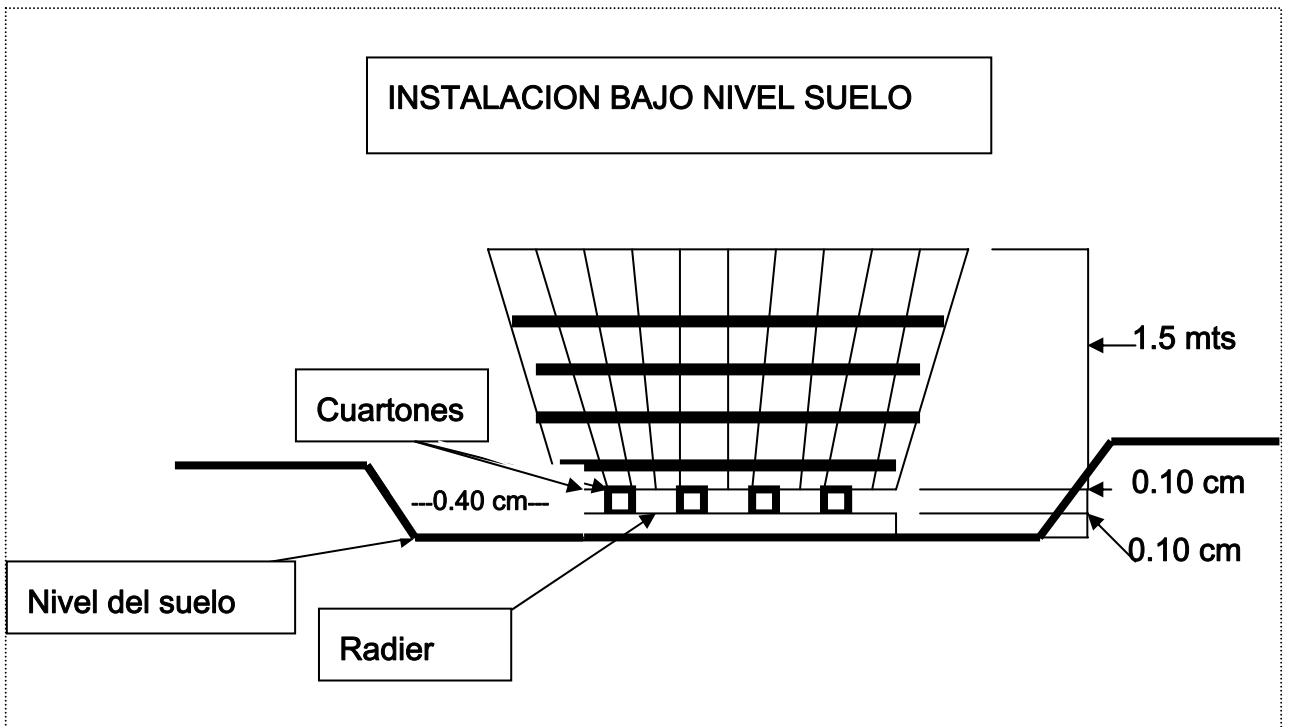 INSTALACION BAJO NIVEL SUELO
1.5 mts
Cuartones
---0.40 cm---
0.10 cm
0.10 cm
Nivel del suelo
Radier